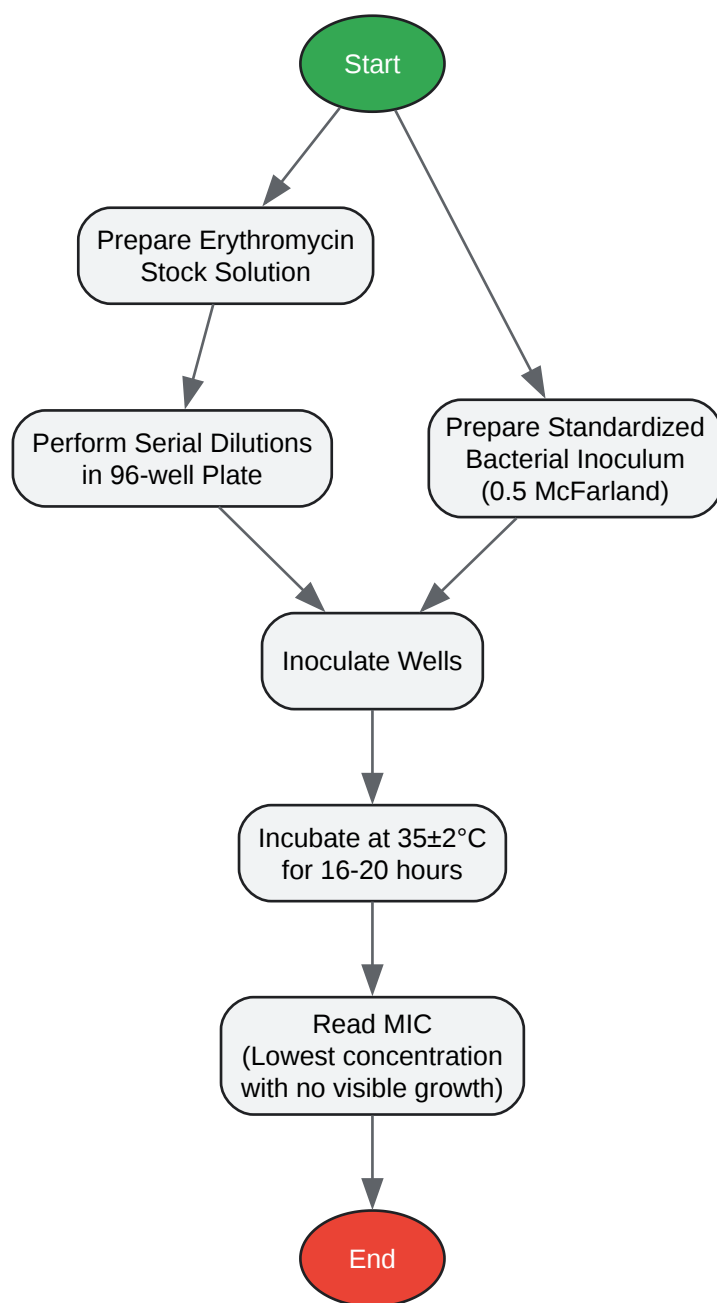 Start
Prepare Erythromycin
Stock Solution
Perform Serial Dilutions
in 96-well Plate
Prepare Standardized
Bacterial Inoculum
(0.5 McFarland)
Inoculate Wells
Incubate at 35±2°C
for 16-20 hours
Read MIC
(Lowest concentration
with no visible growth)
End